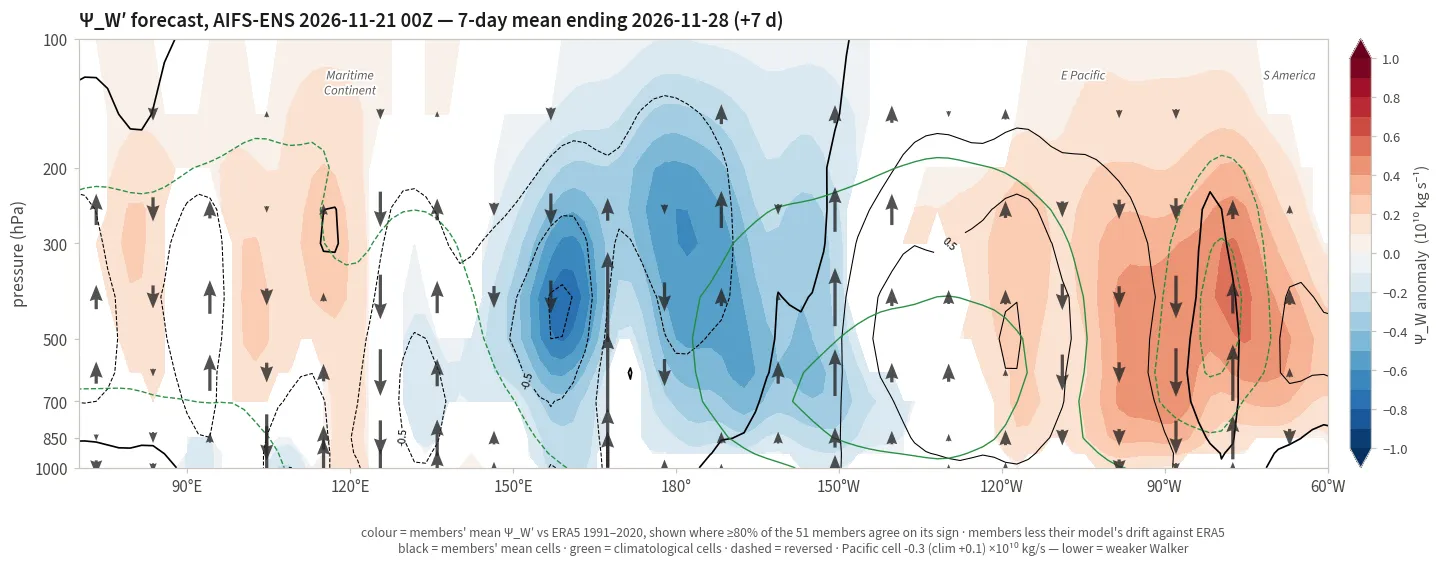 Ψ_W′ forecast, AIFS-ENS 2026-11-21 00Z — 7-day mean ending 2026-11-28 (+7 d)
100
200
300
500
700
850
1000
pressure (hPa)
Maritime
Continent
E Pacific
S America
0.5
-0.5
-0.5
90°E
120°E
150°E
180°
150°W
120°W
90°W
60°W
1.0
0.8
0.6
0.4
0.2
0.0
−0.2
−0.4
−0.6
−0.8
−1.0
Ψ_W anomaly (10¹⁰ kg s⁻¹)
colour = members' mean Ψ_W′ vs ERA5 1991–2020, shown where ≥80% of the 51 members agree on its sign · members less their model's drift against ERA5
black = members' mean cells · green = climatological cells · dashed = reversed · Pacific cell -0.3 (clim +0.1) ×10¹⁰ kg/s — lower = weaker Walker